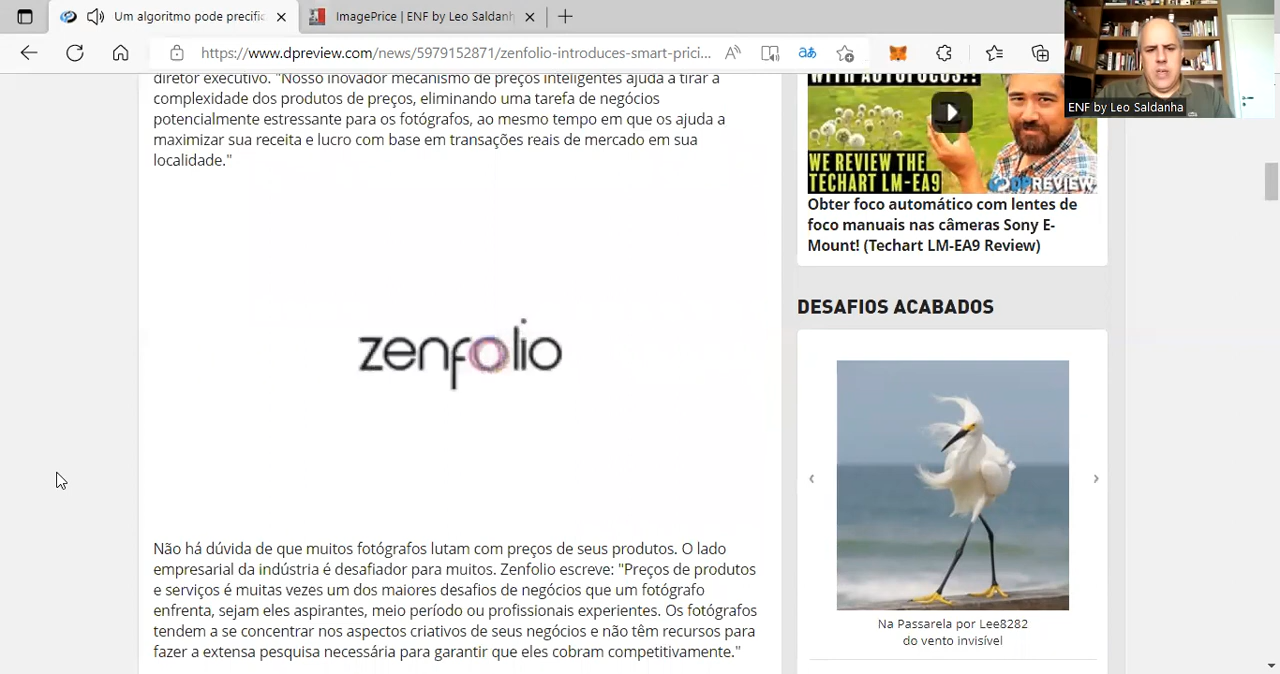 Um algoritmo pode precific
ImagePrice | ENF by Leo Saldanh
https://www.dpreview.com/news/5979152871/zenfolio-introduces-smart-prici...
ENF by Leo Saldanha
diretor executivo. "Nosso inovador mecanismo de preços inteligentes ajuda a tirar a
complexidade dos produtos de preços, eliminando uma tarefa de negócios
potencialmente estressante para os fotógrafos, ao mesmo tempo em que os ajuda a
maximizar sua receita e lucro com base em transações reais de mercado em sua
localidade."
zenfolio
Não há dúvida de que muitos fotógrafos lutam com preços de seus produtos. O lado
empresarial da indústria é desafiador para muitos. Zenfolio escreve: "Preços de produtos
e serviços é muitas vezes um dos maiores desafios de negócios que um fotógrafo
enfrenta, sejam eles aspirantes, meio período ou profissionais experientes. Os fotógrafos
tendem a se concentrar nos aspectos criativos de seus negócios e não têm recursos para
fazer a extensa pesquisa necessária para garantir que eles cobram competitivamente."
WITH AUTOFOCUS?!
WE REVIEW THE
TECHART LM-EA9
DPREVIEW
Obter foco automático com lentes de
foco manuais nas câmeras Sony E-
Mount! (Techart LM-EA9 Review)
DESAFIOS ACABADOS
Na Passarela por Lee8282
do vento invisível